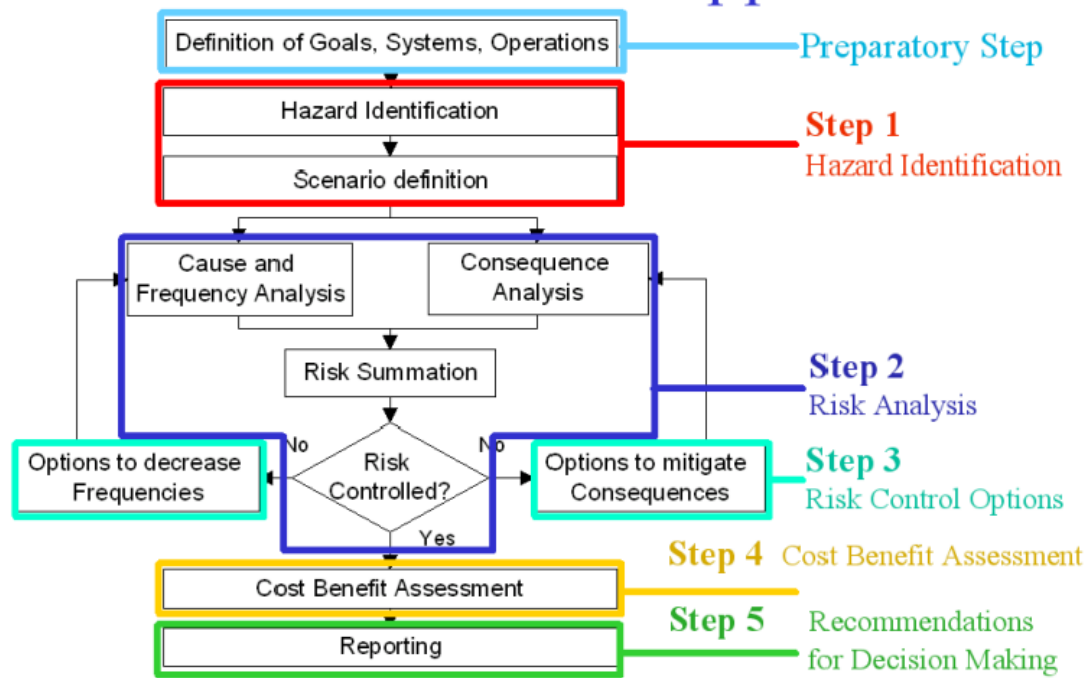 Definition of Goals, Systems, Operations
Preparatory Step
Hazard Identification
Step 1
Hazard Identification
Scenario definition
Cause and
Frequency Analysis
Consequence
Analysis
Risk Summation
Step 2
Risk Analysis
No
No
Options to decrease
Frequencies
Risk
Controlled?
Options to mitigate
Consequences
Step 3
Risk Control Options
Yes
Step 4 Cost Benefit Assessment
Cost Benefit Assessment
Step 5 Recommendations
for Decision Making
Reporting